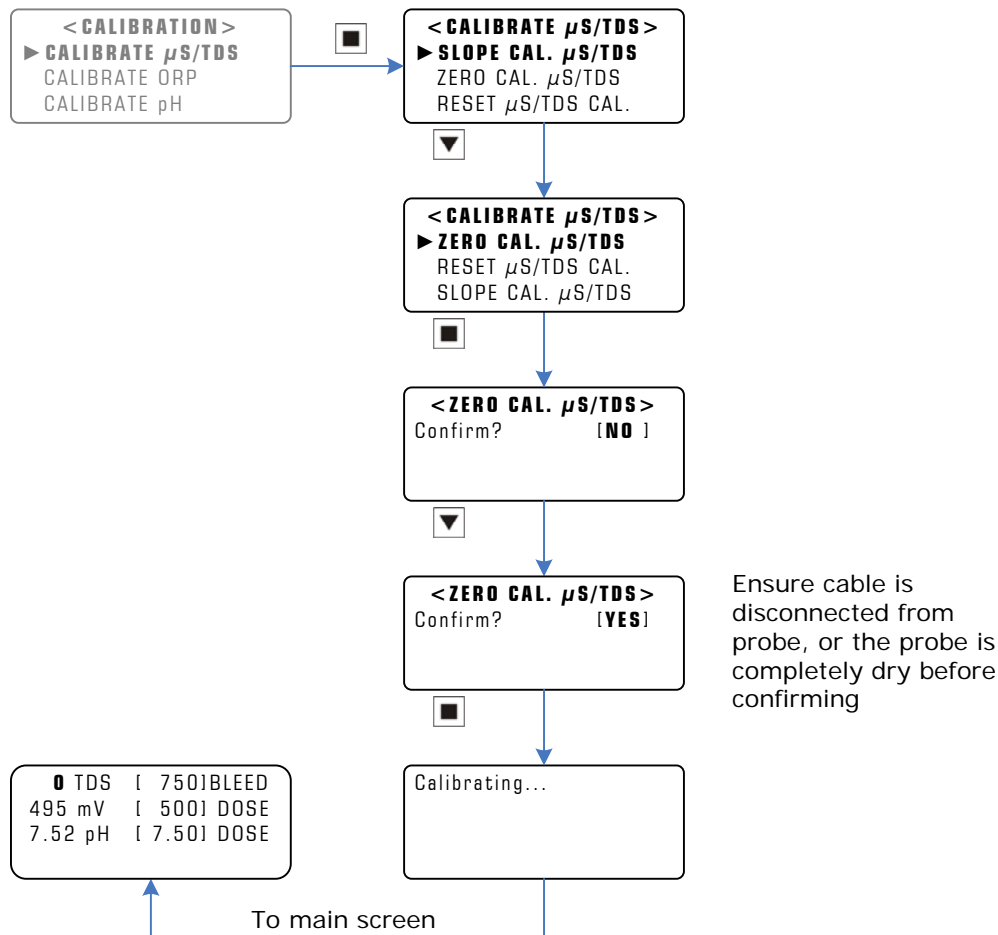 <CALIBRATION>
►CALIBRATE µS/TDS
CALIBRATE ORP
CALIBRATE pH
<CALIBRATE µS/TDS>
►SLOPE CAL. µS/TDS
ZERO CAL. µS/TDS
RESET µS/TDS CAL.
<CALIBRATE µS/TDS>
►ZERO CAL. µS/TDS
RESET µS/TDS CAL.
SLOPE CAL. µS/TDS
<ZERO CAL. µS/TDS>
Confirm? [NO ]
<ZERO CAL. µS/TDS>
Confirm? [YES]
Ensure cable is
disconnected from
probe, or the probe is
completely dry before
confirming
Calibrating...
0 TDS [ 750]BLEED
495 mV [ 500] DOSE
7.52 pH [ 7.50] DOSE
To main screen